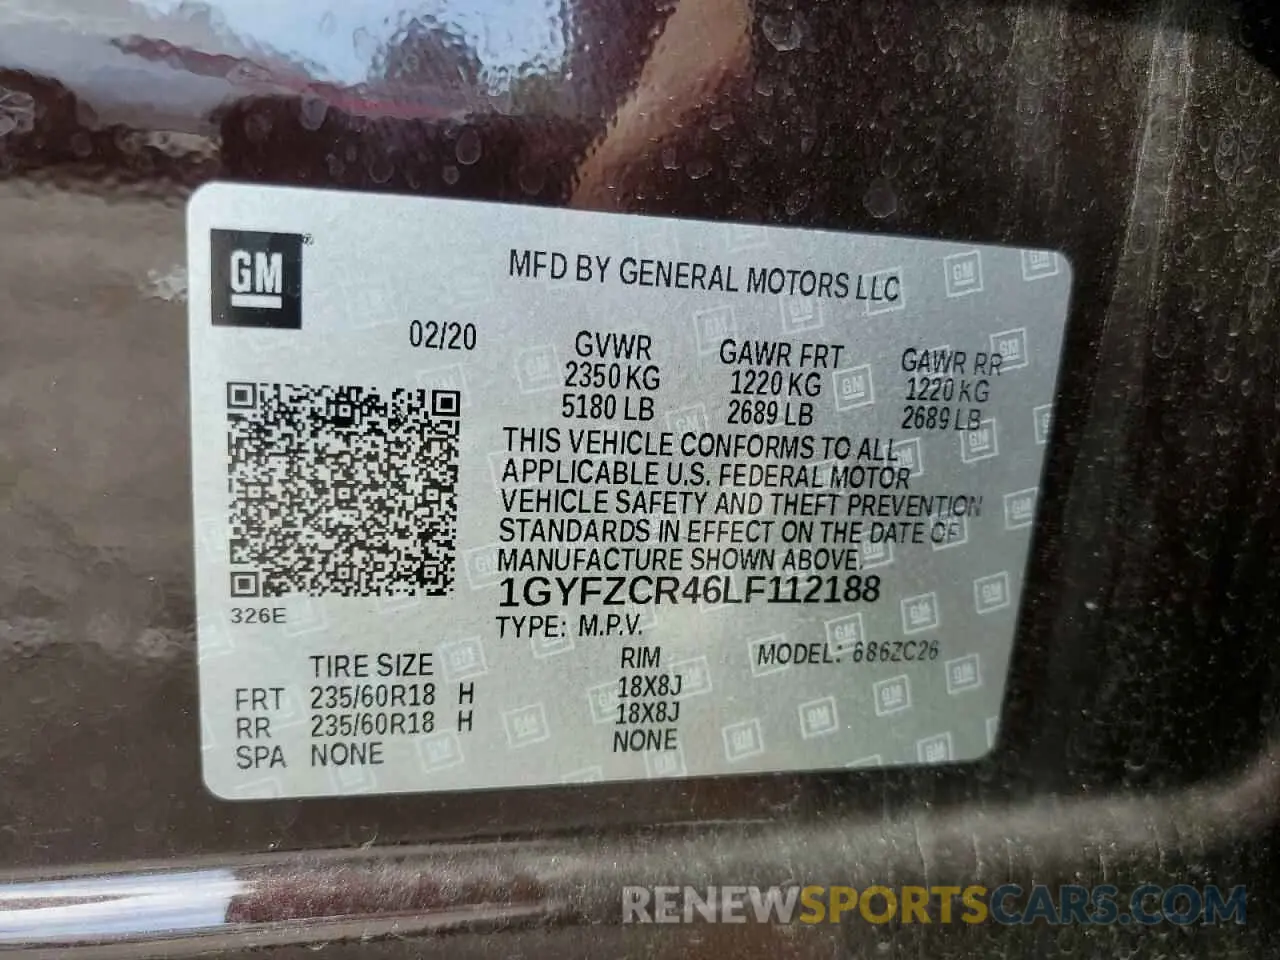 GM
MFD BY GENERAL MOTORS LLC
02/20 GVWR GAWR FRT GAWR RR
2350 KG 1220 KG 1220 KG
5180 LB 2689 LB 2689 LB
THIS VEHICLE CONFORMS TO ALL
APPLICABLE U.S. FEDERAL MOTOR
VEHICLE SAFETY AND THEFT PREVENTION
STANDARDS IN EFFECT ON THE DATE OF
MANUFACTURE SHOWN ABOVE.
1GYFZCR46LF112188
326E
TYPE: M.P.V.
MODEL: 686ZC26
TIRE SIZE RIM
FRT 235/60R18 H 18X8J
RR 235/60R18 H 18X8J
SPA NONE NONE
RENEWSPORTSCARS.COM